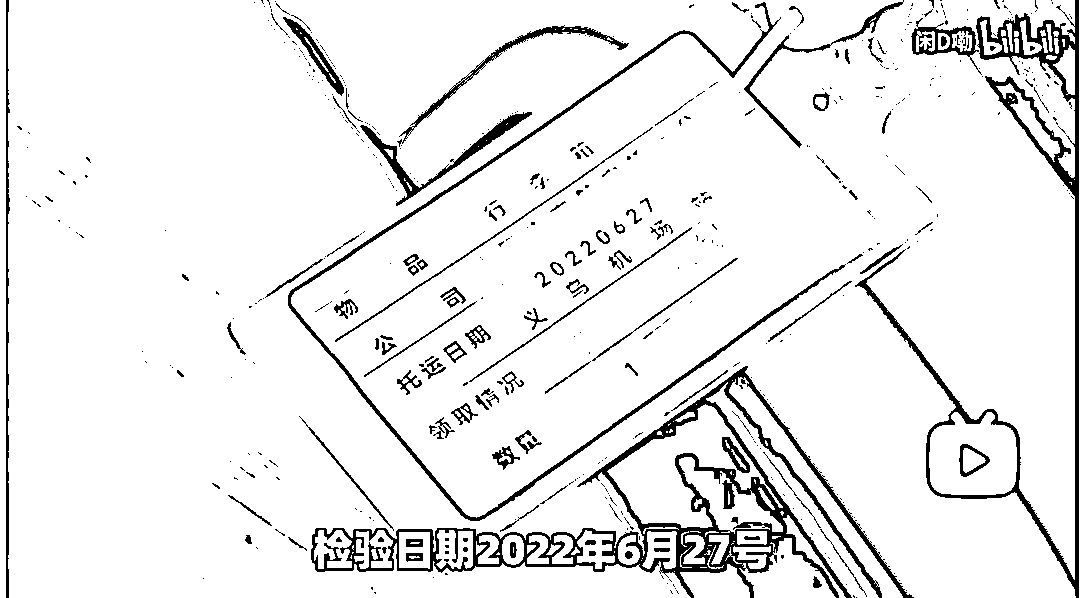 闲D嘞 bilibili
物品 行李箱
公司
托运日期 20220627
领取情况 义乌机场站
数量 1
检验日期2022年6月27号